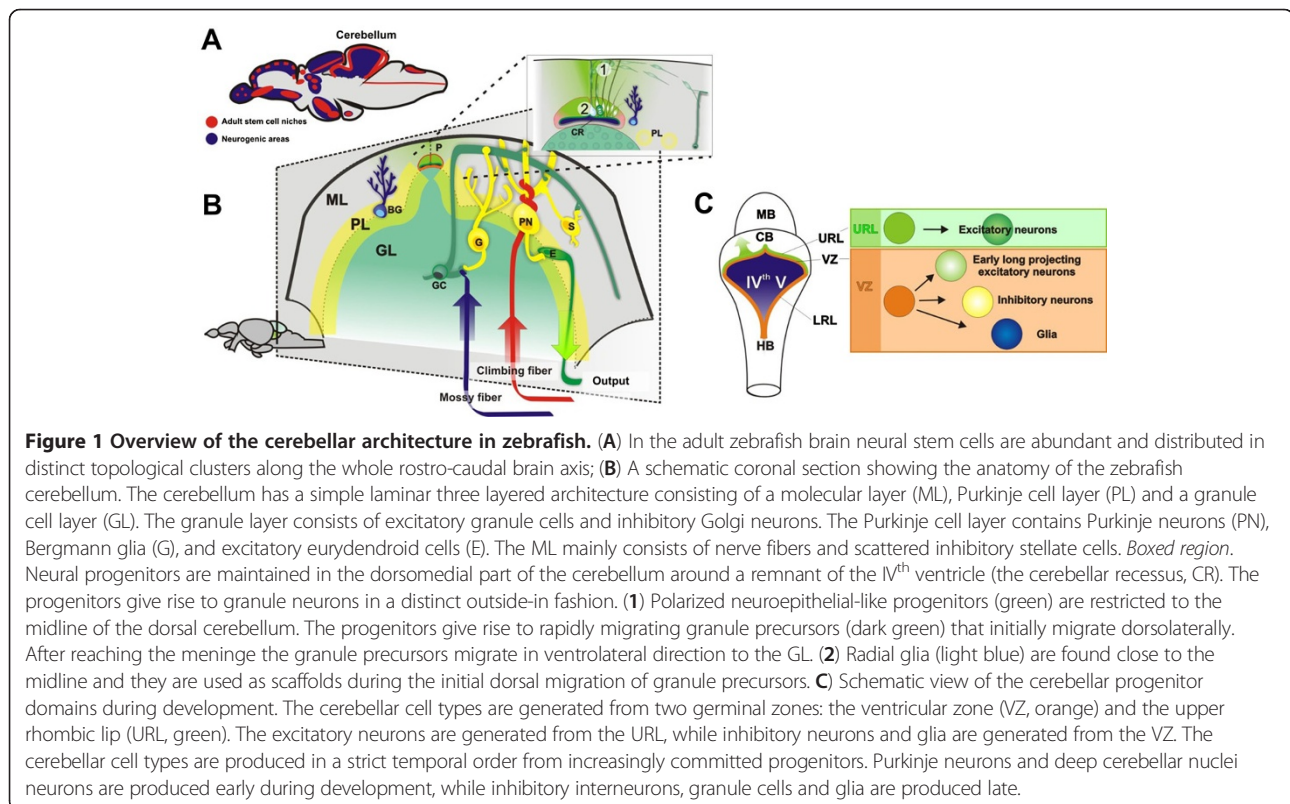 A
Cerebellum
Adult stem cell niches
Neurogenic areas
1
2
CR
PL
B
P
ML
BG
PL
GL
G
PN
S
E
GC
Climbing fiber
Mossy fiber
Output
C
MB
CB
URL
VZ
IVth V
LRL
HB
URL
Excitatory neurons
VZ
Early long projecting
excitatory neurons
Inhibitory neurons
Glia
Figure 1 Overview of the cerebellar architecture in zebrafish. (A) In the adult zebrafish brain neural stem cells are abundant and distributed in
distinct topological clusters along the whole rostro-caudal brain axis; (B) A schematic coronal section showing the anatomy of the zebrafish
cerebellum. The cerebellum has a simple laminar three layered architecture consisting of a molecular layer (ML), Purkinje cell layer (PL) and a granule
cell layer (GL). The granule layer consists of excitatory granule cells and inhibitory Golgi neurons. The Purkinje cell layer contains Purkinje neurons (PN),
Bergmann glia (G), and excitatory eurydendroid cells (E). The ML mainly consists of nerve fibers and scattered inhibitory stellate cells. Boxed region.
Neural progenitors are maintained in the dorsomedial part of the cerebellum around a remnant of the IVth ventricle (the cerebellar recessus, CR). The
progenitors give rise to granule neurons in a distinct outside-in fashion. (1) Polarized neuroepithelial-like progenitors (green) are restricted to the
midline of the dorsal cerebellum. The progenitors give rise to rapidly migrating granule precursors (dark green) that initially migrate dorsolaterally.
After reaching the meninge the granule precursors migrate in ventrolateral direction to the GL. (2) Radial glia (light blue) are found close to the
midline and they are used as scaffolds during the initial dorsal migration of granule precursors. C) Schematic view of the cerebellar progenitor
domains during development. The cerebellar cell types are generated from two germinal zones: the ventricular zone (VZ, orange) and the upper
rhombic lip (URL, green). The excitatory neurons are generated from the URL, while inhibitory neurons and glia are generated from the VZ. The
cerebellar cell types are produced in a strict temporal order from increasingly committed progenitors. Purkinje neurons and deep cerebellar nuclei
neurons are produced early during development, while inhibitory interneurons, granule cells and glia are produced late.